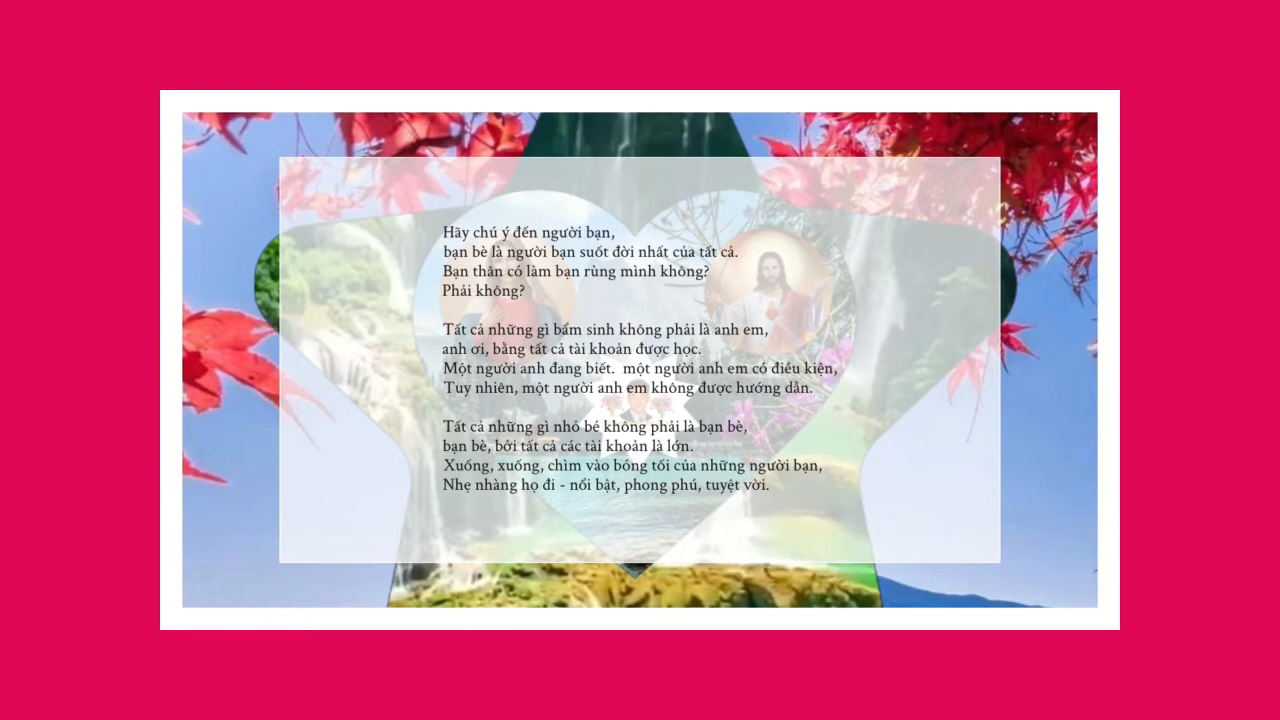 Hãy chú ý đến người bạn,
bạn bè là người bạn suốt đời nhất của tất cả.
Bạn thân có làm bạn rùng mình không?
Phải không?
Tất cả những gì bẩm sinh không phải là anh em,
anh ơi, bằng tất cả tài khoản được học.
Một người anh đang biết. một người anh em có điều kiện,
Tuy nhiên, một người anh em không được hướng dẫn.
Tất cả những gì nhỏ bé không phải là bạn bè,
bạn bè, bởi tất cả các tài khoản là lớn.
Xuống, xuống, chìm vào bóng tối của những người bạn,
Nhẹ nhàng họ đi - nổi bật, phong phú, tuyệt vời.